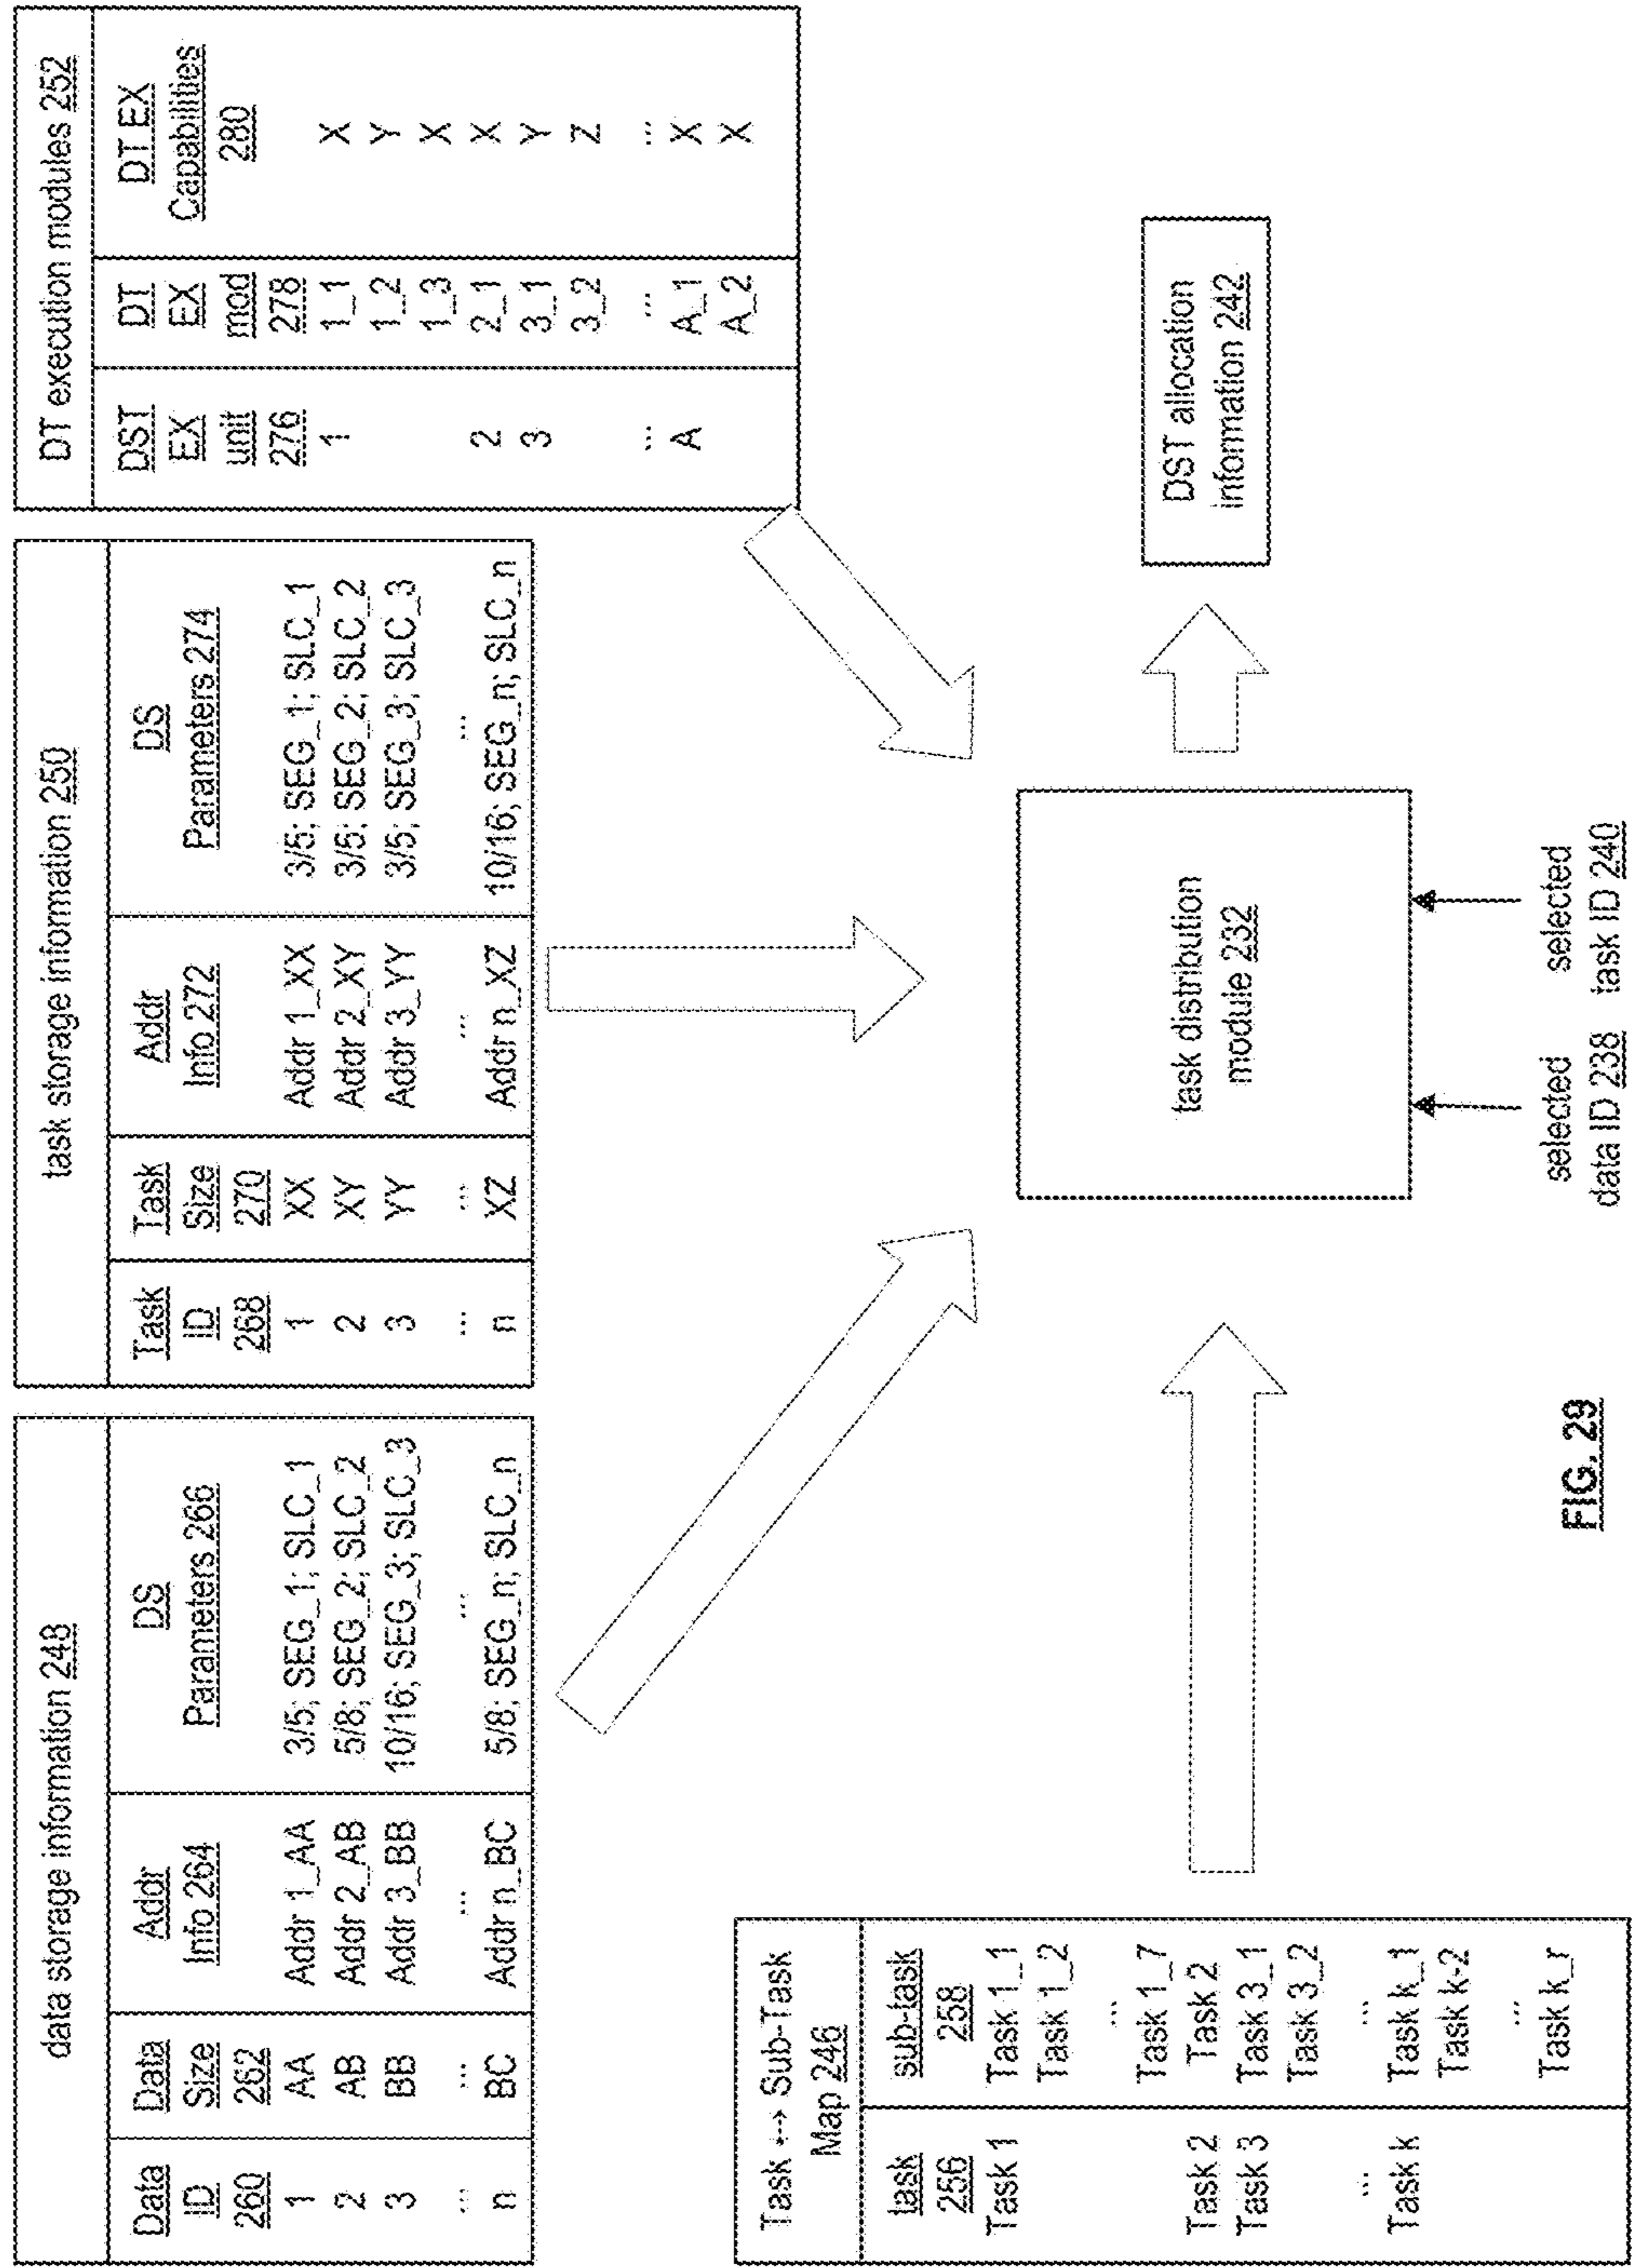 data storage information 248
Data ID 260 Data Size 262 Addr Info 264 DS Parameters 266
1 AA Addr 1_AA 3/5; SEG_1; SLC_1
2 AB Addr 2_AB 5/8; SEG_2; SLC_2
3 BB Addr 3_BB 10/16; SEG_3; SLC_3
... ... ... ...
n BC Addr n_BC 5/8; SEG_n; SLC_n
task storage information 250
Task ID 268 Task Size 270 Addr Info 272 DS Parameters 274
1 XX Addr 1_XX 3/5; SEG_1; SLC_1
2 XY Addr 2_XY 3/5; SEG_2; SLC_2
3 YY Addr 3_YY 3/5; SEG_3; SLC_3
... ... ... ...
n XZ Addr n_XZ 10/16; SEG_n; SLC_n
DT execution modules 252
DST EX unit 276 DT EX mod 278 DT EX Capabilities 280
1 1_1 X
1_2 Y
1_3 X
2 2_1 X
3 3_1 Y
3_2 Z
... ... ...
A A_1 X
A_2 X
Task ↔ Sub-Task
Map 246
task 256 sub-task 258
Task 1 Task 1_1
Task 1_2
...
Task 1_7
Task 2 Task 2
Task 3 Task 3_1
Task 3_2
... ...
Task k Task k_1
Task k-2
...
Task k_r
task distribution
module 232
selected
data ID 238
selected
task ID 240
DST allocation
information 242
FIG. 29